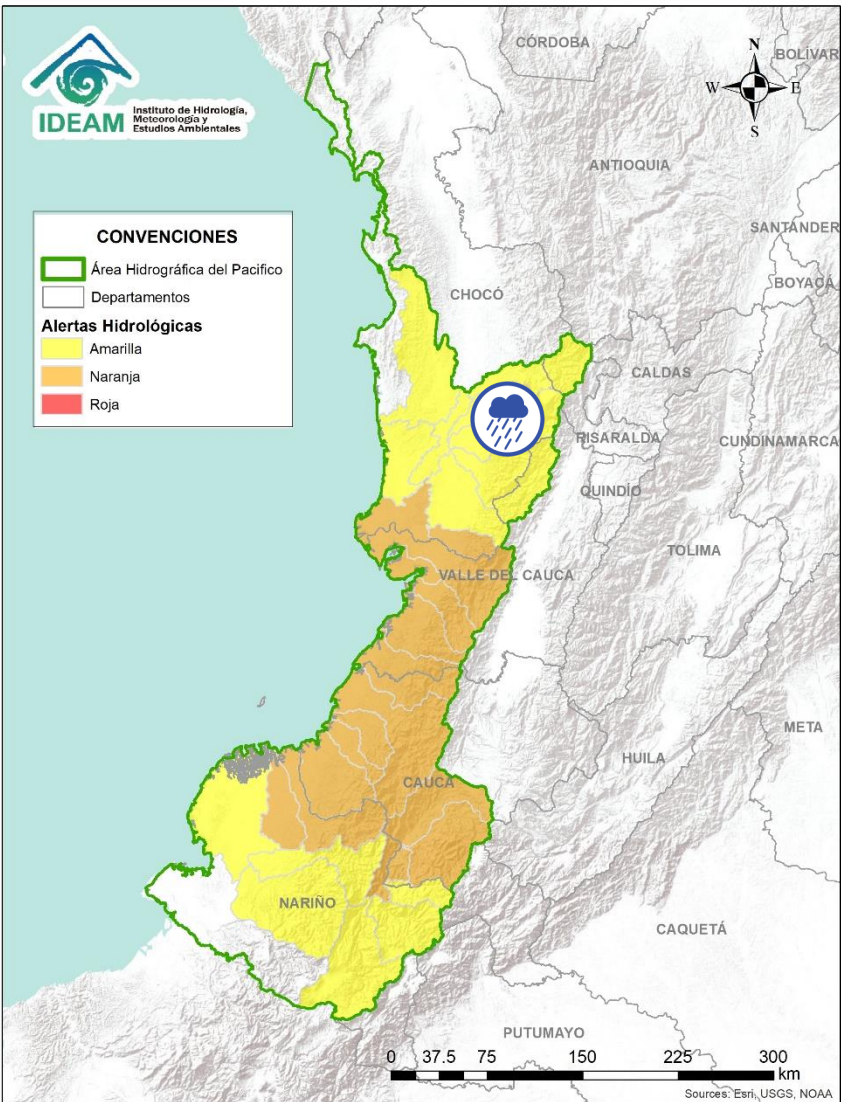 IDEAM
Instituto de Hidrología,
Meteorología y
Estudios Ambientales
CÓRDOBA
BOLÍVAR
N
W
E
S
ANTIOQUIA
SANTANDER
BOYACÁ
CONVENCIONES
Área Hidrográfica del Pacifico
Departamentos
Alertas Hidrológicas
Amarilla
Naranja
Roja
CHOCÓ
CALDAS
RISARALDA
CUNDINAMARCA
QUINDÍO
TOLIMA
VALLE DEL CAUCA
META
HUILA
CAUCA
NARIÑO
CAQUETÁ
PUTUMAYO
0 37.5 75 150 225 300
km
Sources: Esri, USGS, NOAA